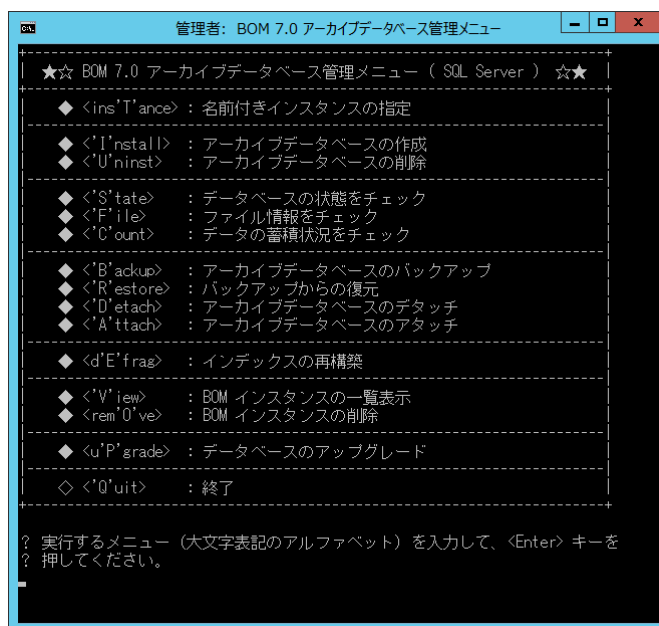 管理者: BOM 7.0 アーカイブデータベース管理メニュー
★☆ BOM 7.0 アーカイブデータベース管理メニュー ( SQL Server ) ☆★
◆ <ins'T'ance> : 名前付きインスタンスの指定
◆ <'I'nstall> : アーカイブデータベースの作成
◆ <'U'ninst> : アーカイブデータベースの削除
◆ <'S'tate> : データベースの状態をチェック
◆ <'F'ile> : ファイル情報をチェック
◆ <'C'ount> : データの蓄積状況をチェック
◆ <'B'ackup> : アーカイブデータベースのバックアップ
◆ <'R'estore> : バックアップからの復元
◆ <'D'etach> : アーカイブデータベースのデタッチ
◆ <'A'ttach> : アーカイブデータベースのアタッチ
◆ <d'E'frag> : インデックスの再構築
◆ <'V'iew> : BOM インスタンスの一覧表示
◆ <rem'O've> : BOM インスタンスの削除
◆ <u'P'grade> : データベースのアップグレード
◇ <'Q'uit> : 終了
? 実行するメニュー (大文字表記のアルファベット) を入力して、<Enter> キーを
? 押してください。